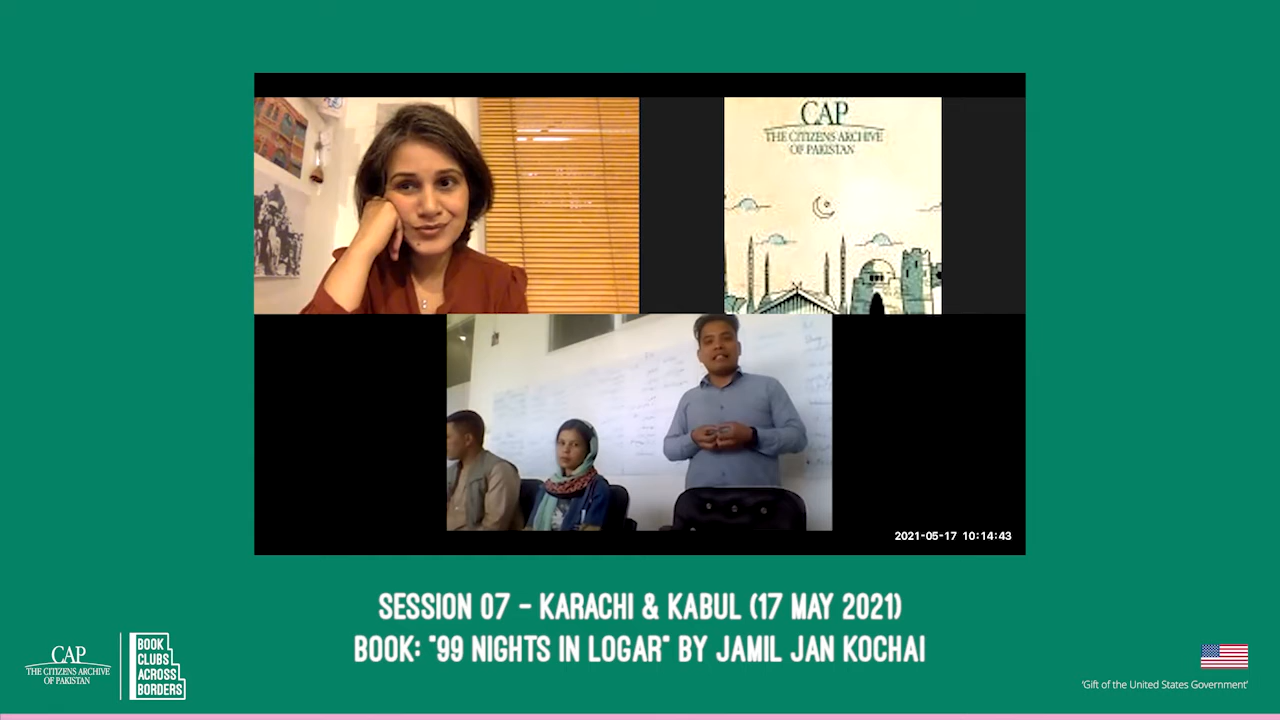 CAP
THE CITIZENS ARCHIVE
OF PAKISTAN
2021-05-17 10:14:43
SESSION 07 - KARACHI & KABUL (17 MAY 2021)
BOOK: "99 NIGHTS IN LOGAR" BY JAMIL JAN KOCHAI
CAP
THE CITIZENS ARCHIVE
OF PAKISTAN
BOOK
CLUBS
ACROSS
BORDERS
'Gift of the United States Government'